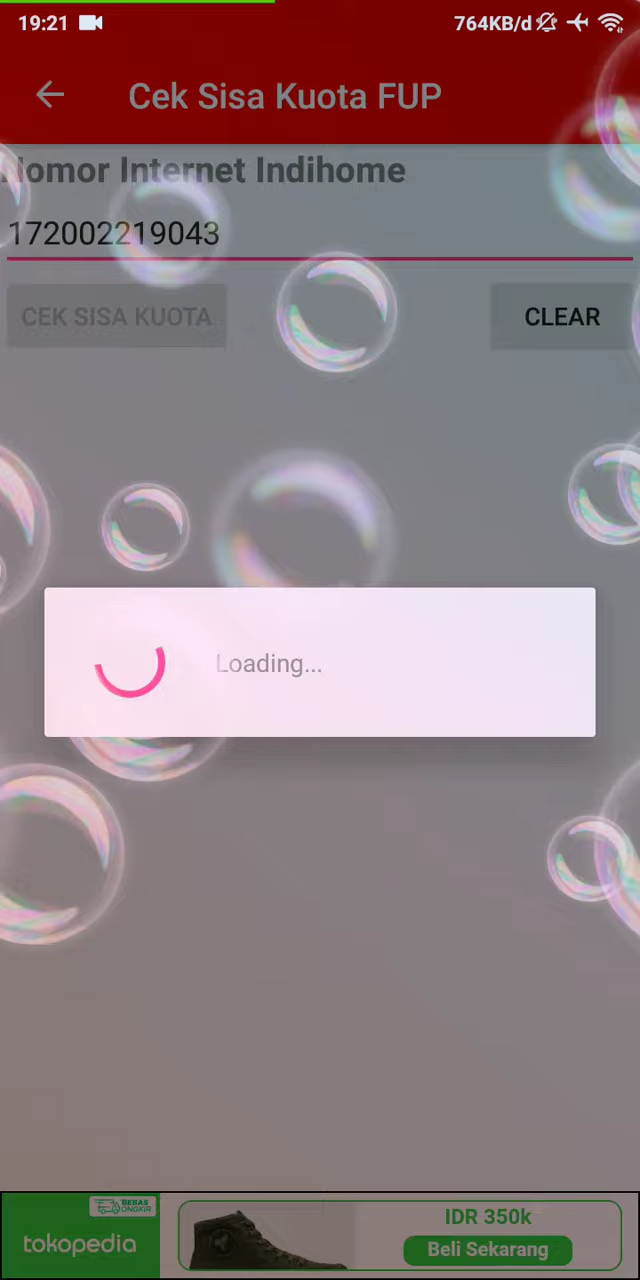 19:21 764KB/d
Cek Sisa Kuota FUP
Nomor Internet Indihome
172002219043
CEK SISA KUOTA CLEAR
Loading...
BEBAS ONGKIR
tokopedia
IDR 350k
Beli Sekarang